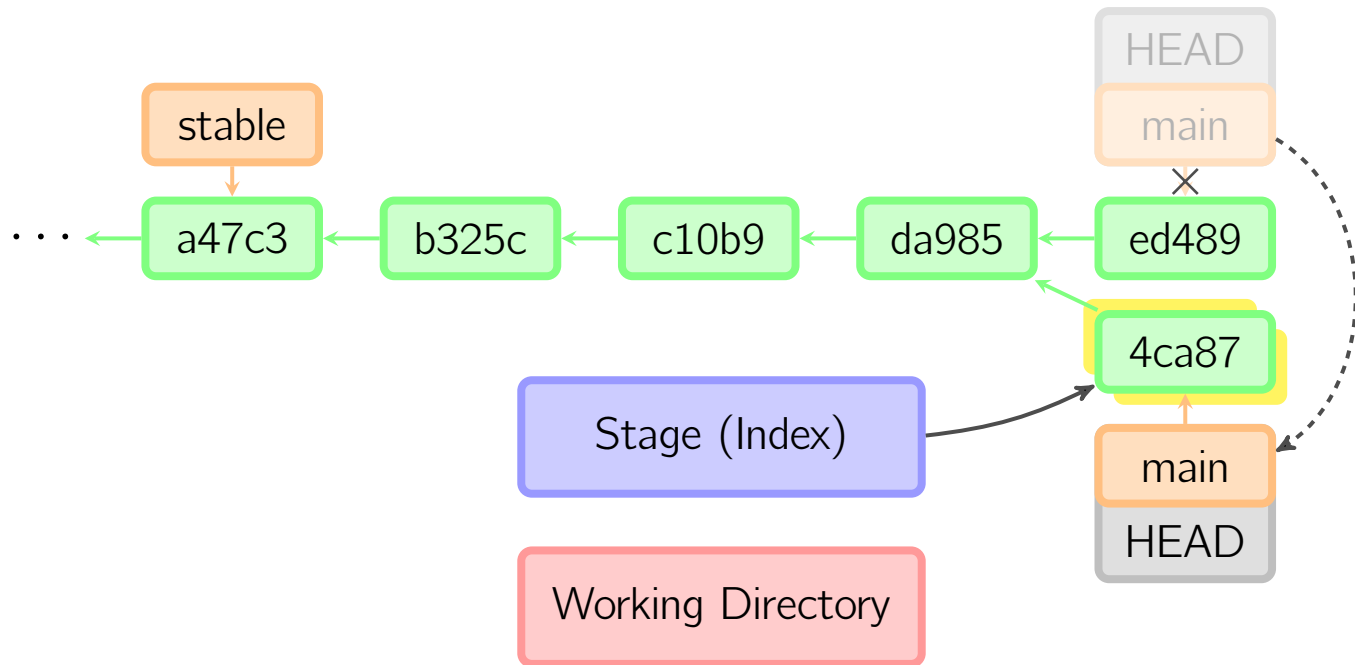 HEAD
main
stable
··· a47c3 b325c c10b9 da985 ed489
4ca87
Stage (Index)
main
HEAD
Working Directory